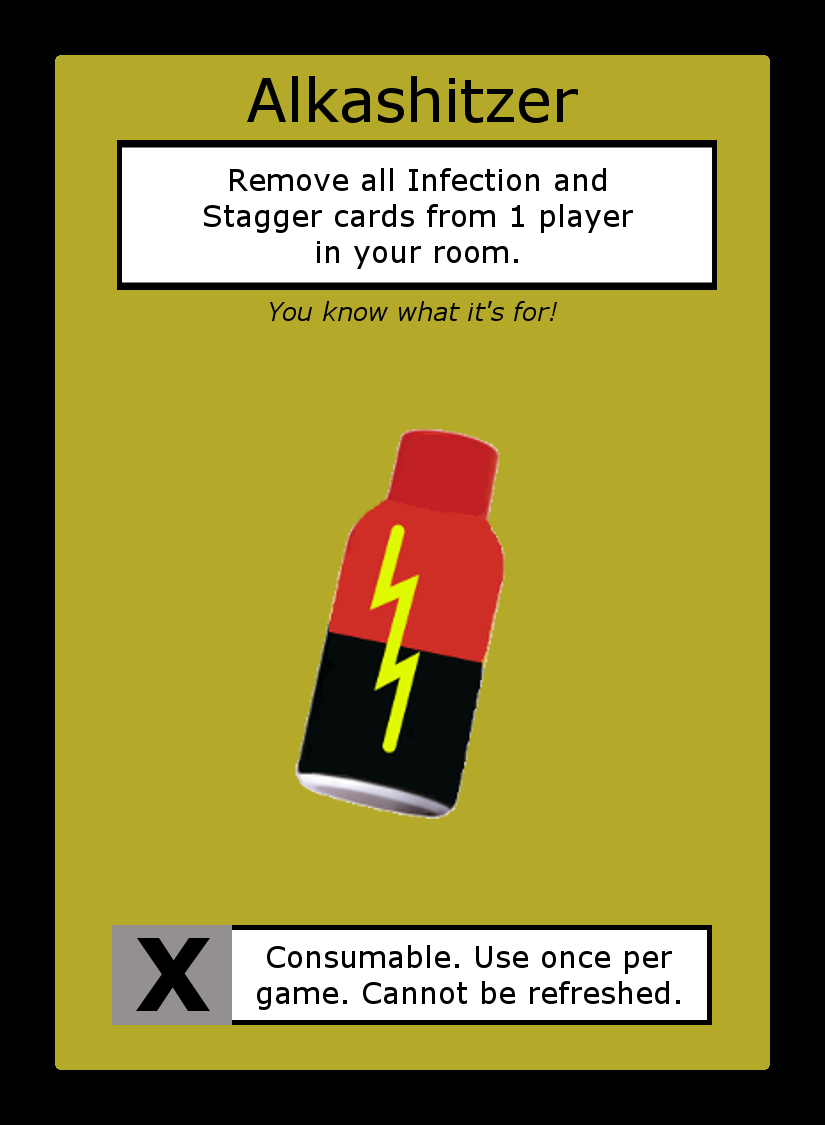 Alkashitzer
Remove all Infection and
Stagger cards from 1 player
in your room.
You know what it's for!
X
Consumable. Use once per
game. Cannot be refreshed.